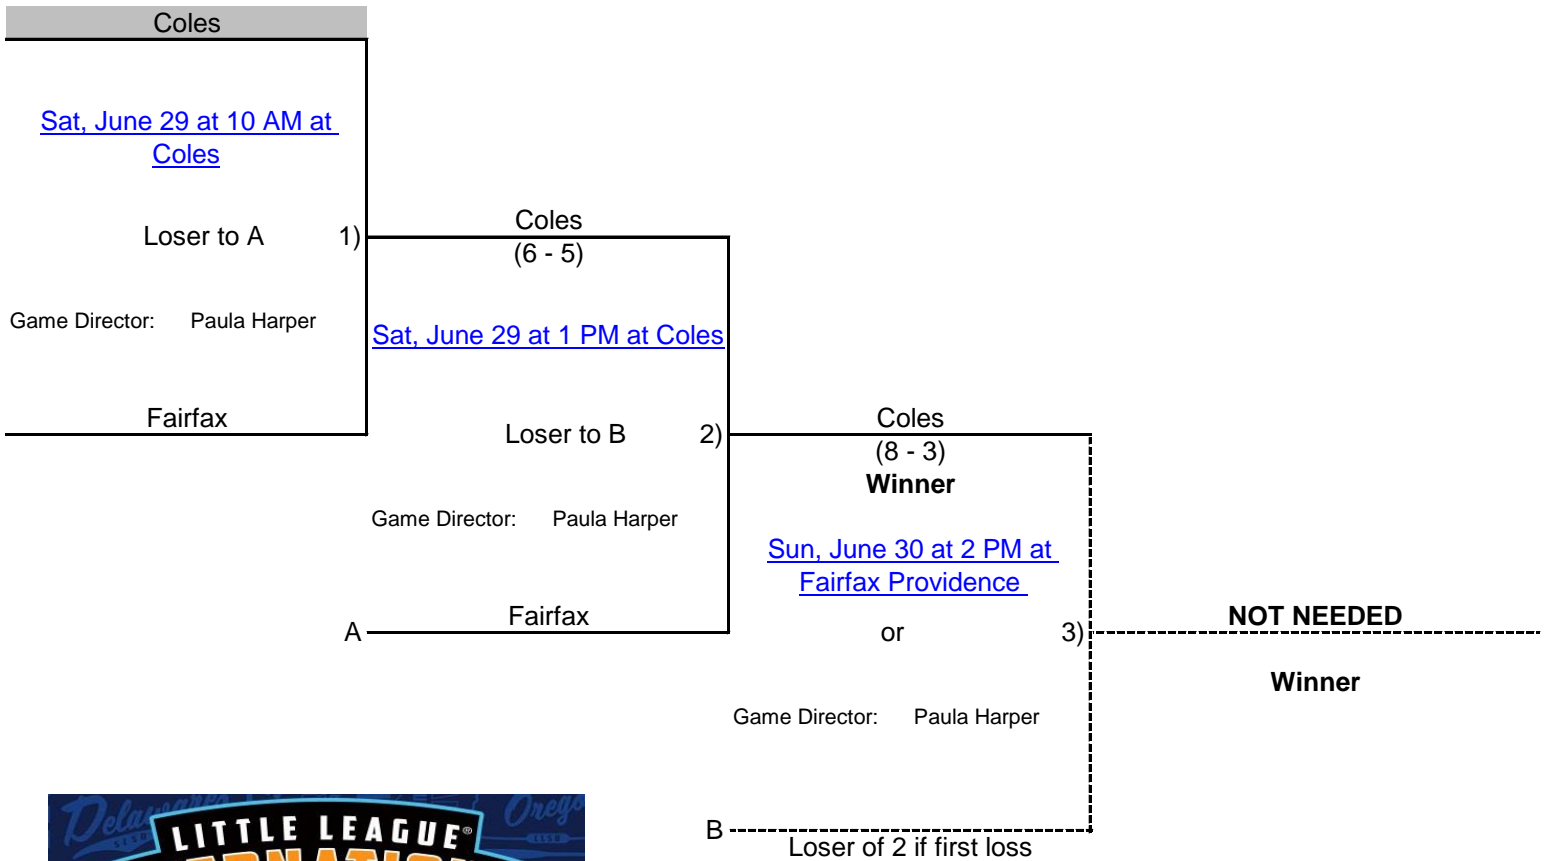 Coles
Sat, June 29 at 10 AM at
Coles
Loser to A 1)
Game Director: Paula Harper
Fairfax
Coles
(6 - 5)
Sat, June 29 at 1 PM at Coles
Loser to B 2)
Game Director: Paula Harper
A Fairfax
Coles
(8 - 3)
Winner
Sun, June 30 at 2 PM at
Fairfax Providence
or 3)
Game Director: Paula Harper
B
Loser of 2 if first loss
NOT NEEDED
Winner
Delaware
LITTLE LEAGUE®
LLSB